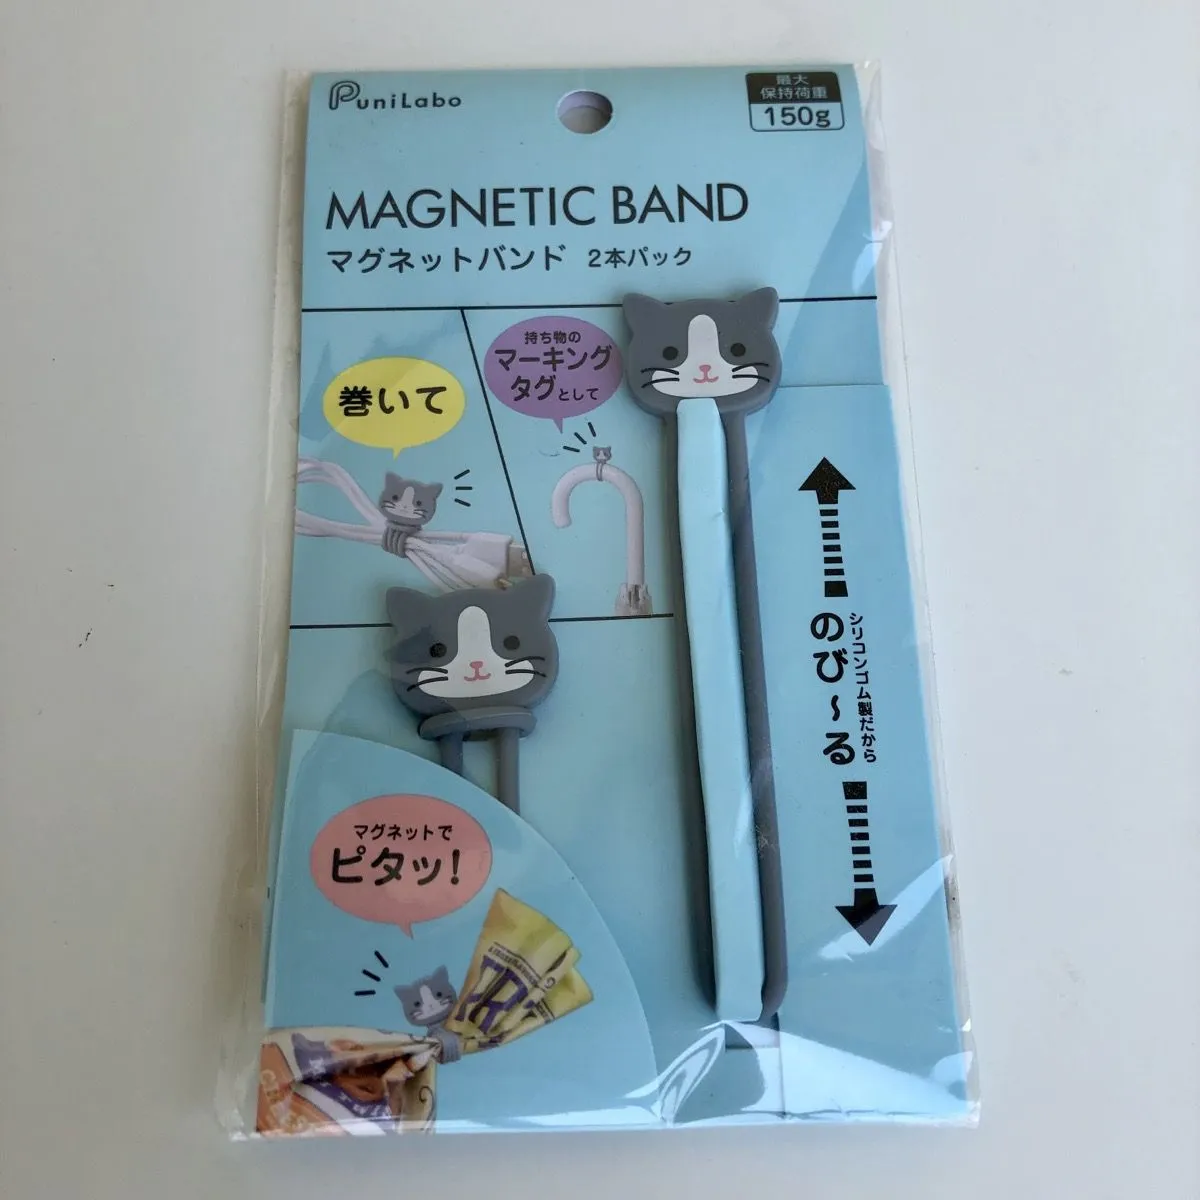 PuniLabo
最大
保持荷重
150g
MAGNETIC BAND
マグネットバンド 2本パック
巻いて
持ち物の
マーキング
タグとして
シリコンゴム製だから
のび〜る
マグネットで
ピタッ!